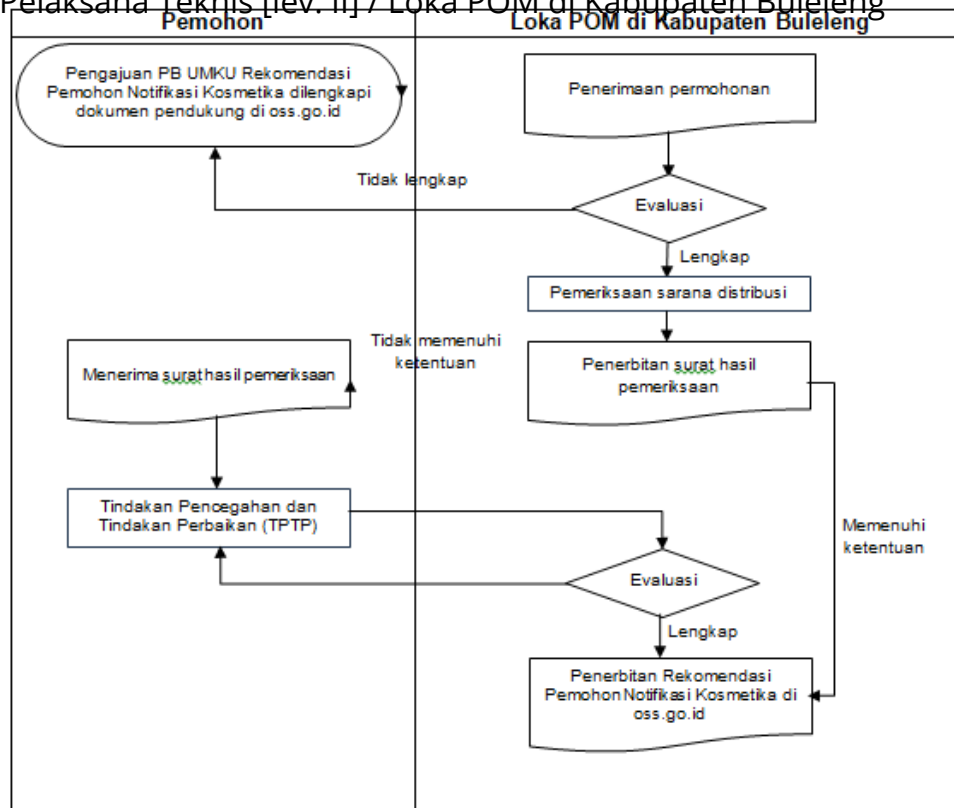 Pelaksana Teknis [lev. II] / Loka POM di Kabupaten Buleleng
Pemohon
Loka POM di Kabupaten Buleleng
Pengajuan PB UMKU Rekomendasi
Pemohon Notifikasi Kosmetika dilengkapi
dokumen pendukung di oss.go.id
Penerimaan permohonan
Tidak lengkap
Evaluasi
Lengkap
Pemeriksaan sarana distribusi
Tidak memenuhi
ketentuan
Menerima surat hasil pemeriksaan
Penerbitan surat hasil
pemeriksaan
Tindakan Pencegahan dan
Tindakan Perbaikan (TPTP)
Memenuhi
ketentuan
Evaluasi
Lengkap
Penerbitan Rekomendasi
Pemohon Notifikasi Kosmetika di
oss.go.id